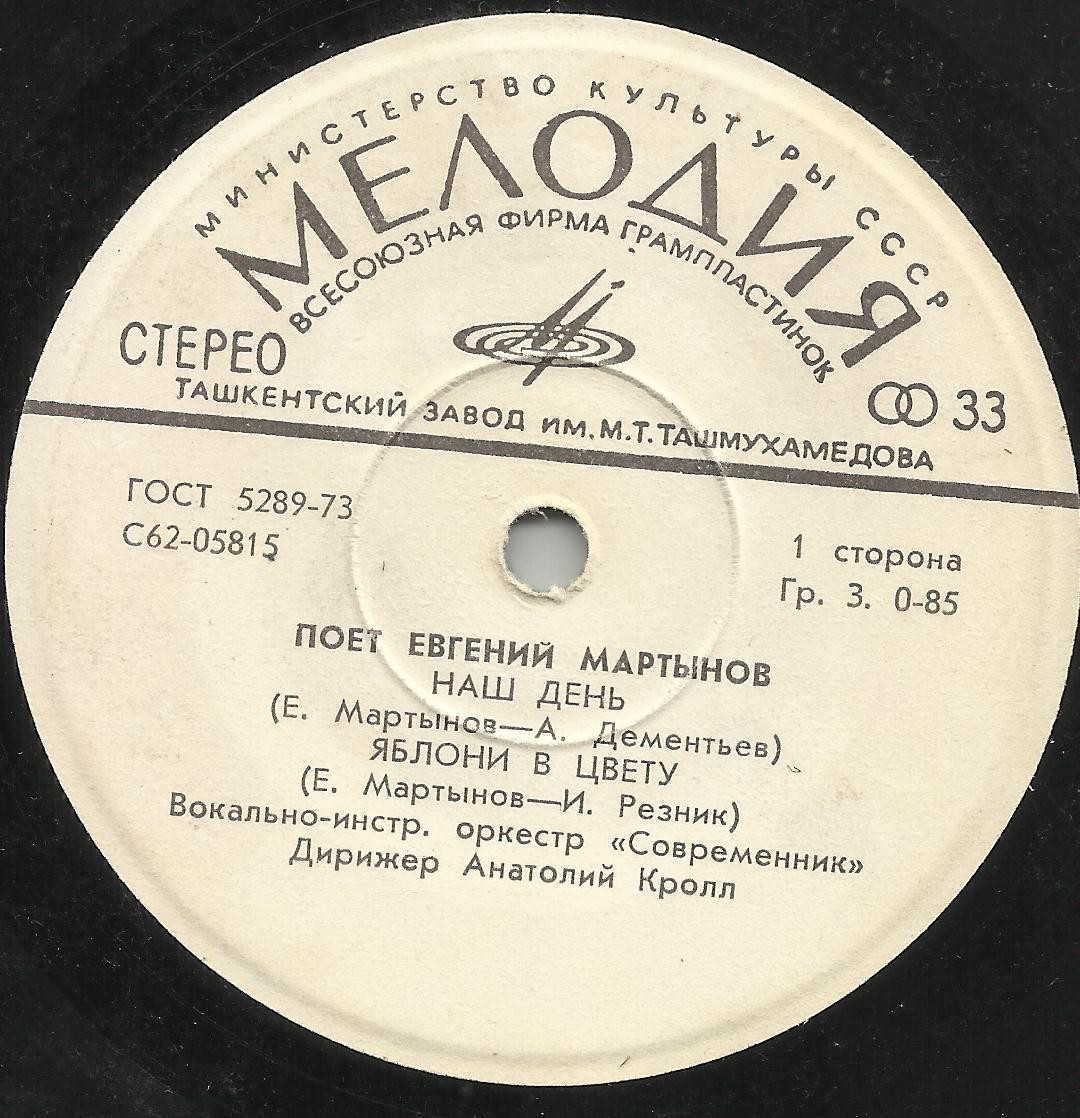 МИНИСТЕРСТВО КУЛЬТУРЫ СССР
МЕЛОДИЯ
ВСЕСОЮЗНАЯ ФИРМА ГРАМПЛАСТИНОК
СТЕРЕО
33
ТАШКЕНТСКИЙ ЗАВОД ИМ. М.Т. ТАШМУХАМЕДОВА
ГОСТ 5289-73
С62-05815
1 сторона
Гр. 3. 0-85
ПОЕТ ЕВГЕНИЙ МАРТЫНОВ
НАШ ДЕНЬ
(Е. Мартынов—А. Дементьев)
ЯБЛОНИ В ЦВЕТУ
(Е. Мартынов—И. Резник)
Вокально-инстр. оркестр «Современник»
Дирижер Анатолий Кролл